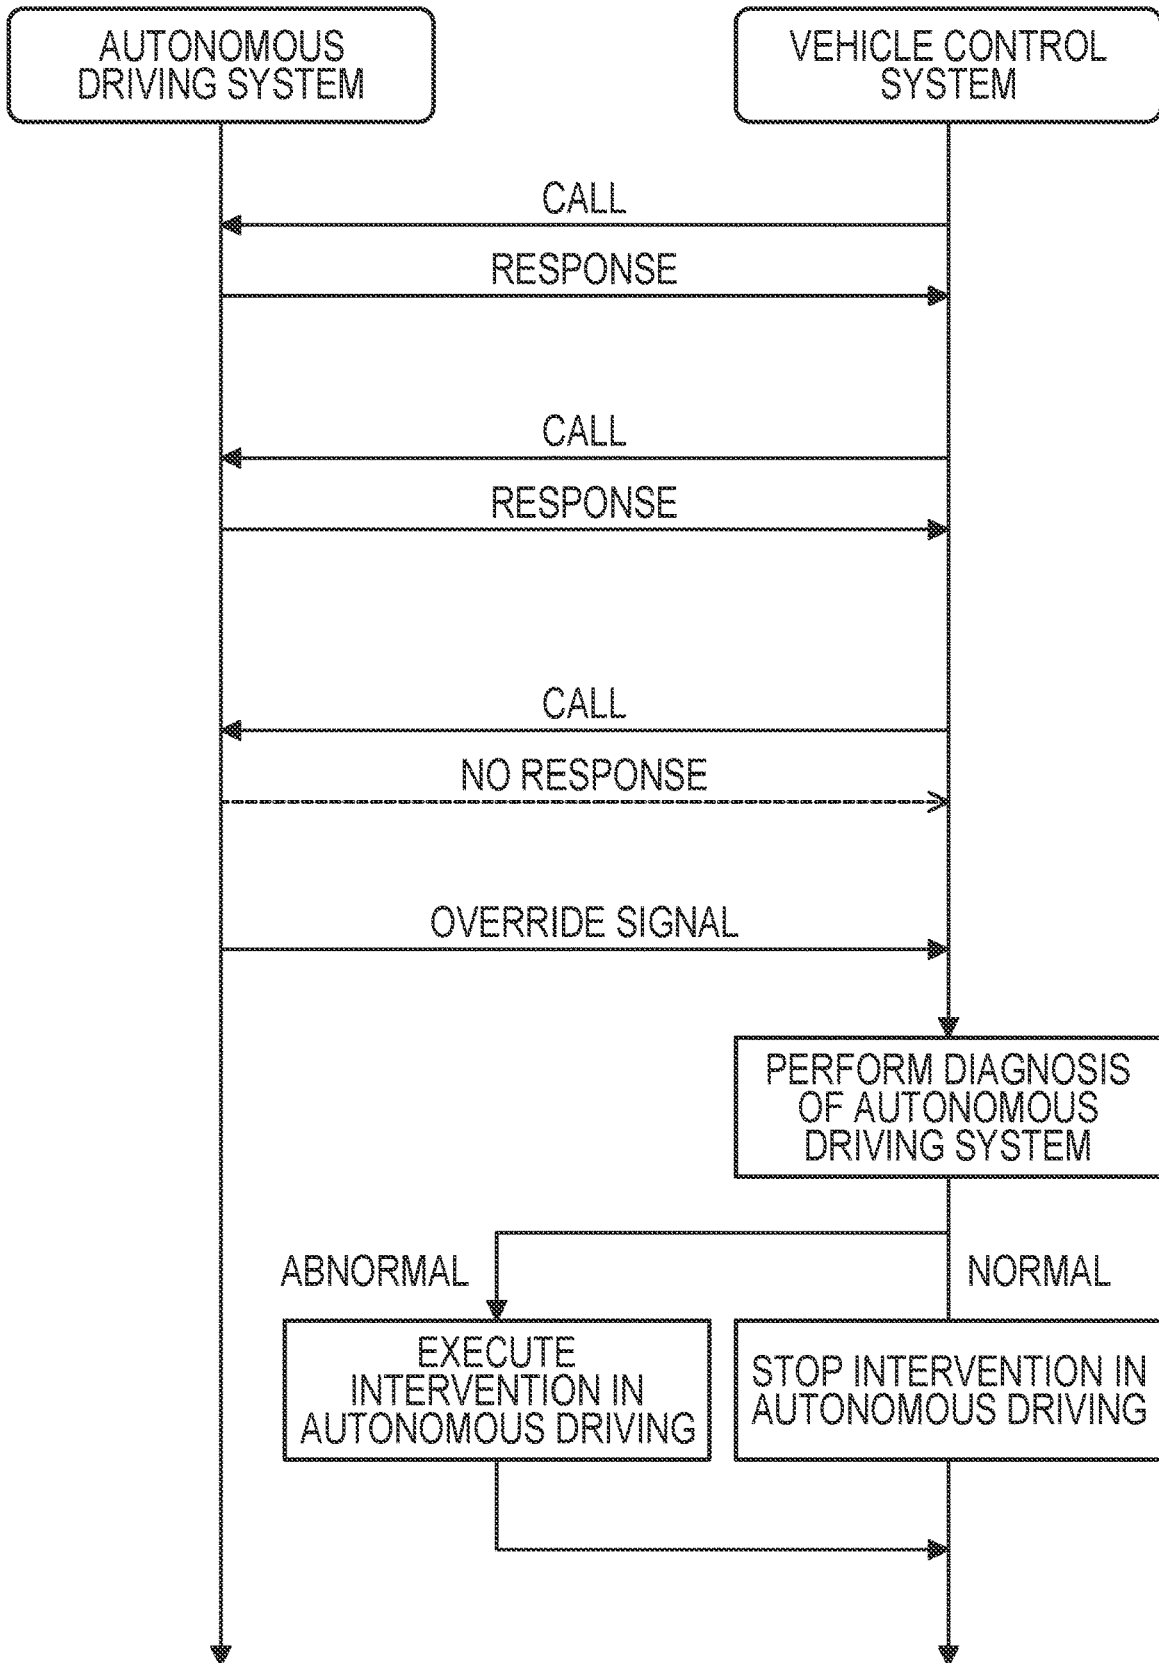 AUTONOMOUS
DRIVING SYSTEM
VEHICLE CONTROL
SYSTEM
CALL
RESPONSE
CALL
RESPONSE
CALL
NO RESPONSE
OVERRIDE SIGNAL
PERFORM DIAGNOSIS
OF AUTONOMOUS
DRIVING SYSTEM
ABNORMAL
NORMAL
EXECUTE
INTERVENTION IN
AUTONOMOUS DRIVING
STOP INTERVENTION IN
AUTONOMOUS DRIVING